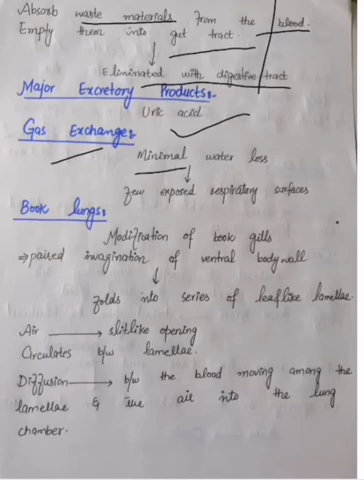 Absorb waste materials from the blood.
Empty them into gut tract.
Eliminated with digestive tract
Major Excretory Products:-
Uric acid.
Gas Exchange:
Minimal water loss
Few exposed respiratory surfaces
Book lungs:
Modification of book gills
⇒ paired invagination of ventral body wall
Folds into series of leaflike lamellae
Air → slitlike opening
Circulates b/w lamellae.
Diffusion → b/w the blood moving among the
lamellae & the air into the lung
chamber.